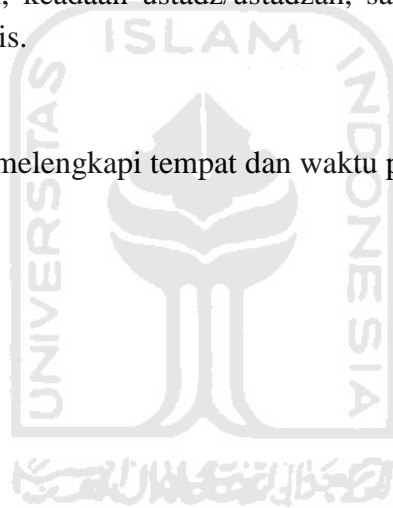 keadaan ustadz/ustadzah, sa
is.
melengkapi tempat dan waktu p
ISLAM
UNIVERSITAS
INDONESIA